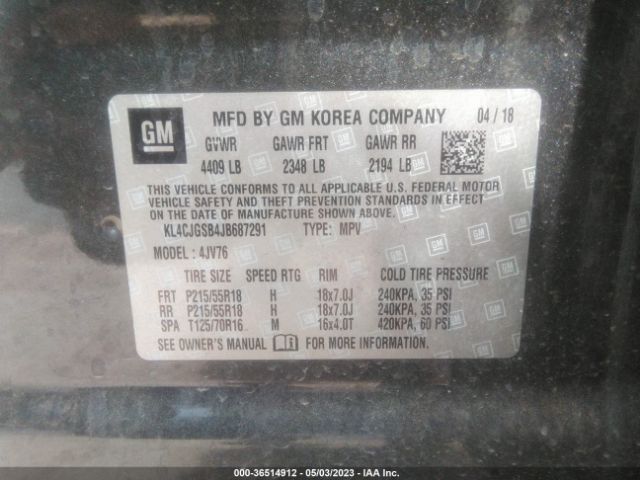 GM
MFD BY GM KOREA COMPANY 04 / 18
GVWR GAWR FRT GAWR RR
4409 LB 2348 LB 2194 LB
THIS VEHICLE CONFORMS TO ALL APPLICABLE U.S. FEDERAL MOTOR
VEHICLE SAFETY AND THEFT PREVENTION STANDARDS IN EFFECT ON
THE DATE OF MANUFACTURE SHOWN ABOVE.
KL4CJGSB4JB687291 TYPE: MPV
MODEL: 4JV76
TIRE SIZE SPEED RTG RIM COLD TIRE PRESSURE
FRT P215/55R18 H 18x7.0J 240KPA, 35 PSI
RR P215/55R18 H 18x7.0J 240KPA, 35 PSI
SPA T125/70R16 M 16x4.0T 420KPA, 60 PSI
SEE OWNER'S MANUAL FOR MORE INFORMATION
000-36514912 - 05/03/2023 - IAA Inc.